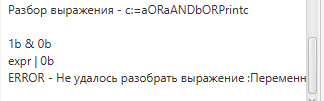 Разбор выражения - c:=aORaANDbORPrintc
1b & 0b
expr | 0b
ERROR - Не удалось разобрать выражение :Переменн